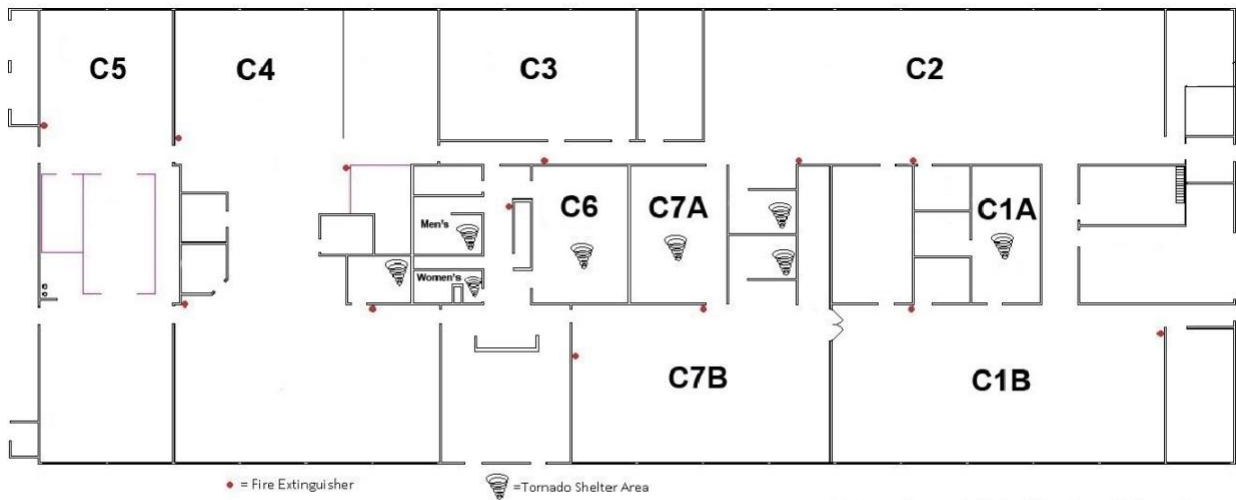 C5
C4
C3
C2
C6
C7A
C1A
Men's
Women's
C7B
C1B
= Fire Extinguisher
=Tornado Shelter Area